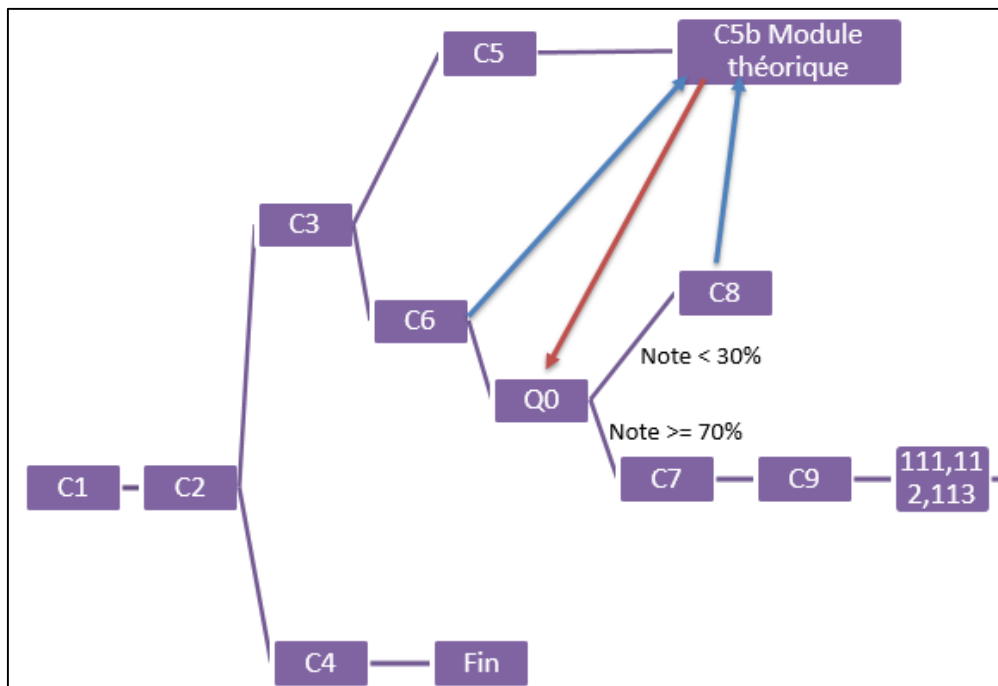 C5
C5b Module
théorique
C3
C6
C8
Note < 30%
Q0
Note >= 70%
C1
C2
C7
C9
111,11
2,113
C4
Fin